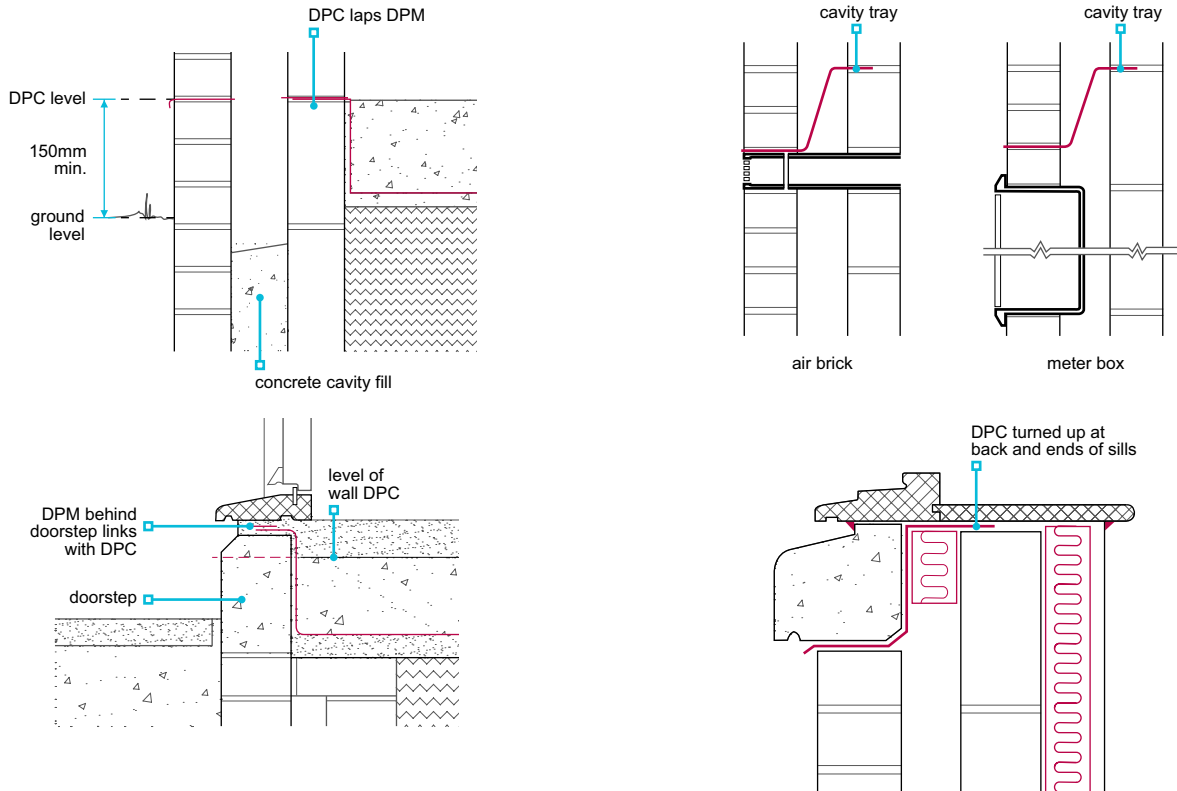 DPC laps DPM
DPC level
150mm
min.
ground
level
concrete cavity fill
cavity tray
cavity tray
air brick
meter box
level of
wall DPC
DPM behind
doorstep links
with DPC
doorstep
DPC turned up at
back and ends of sills